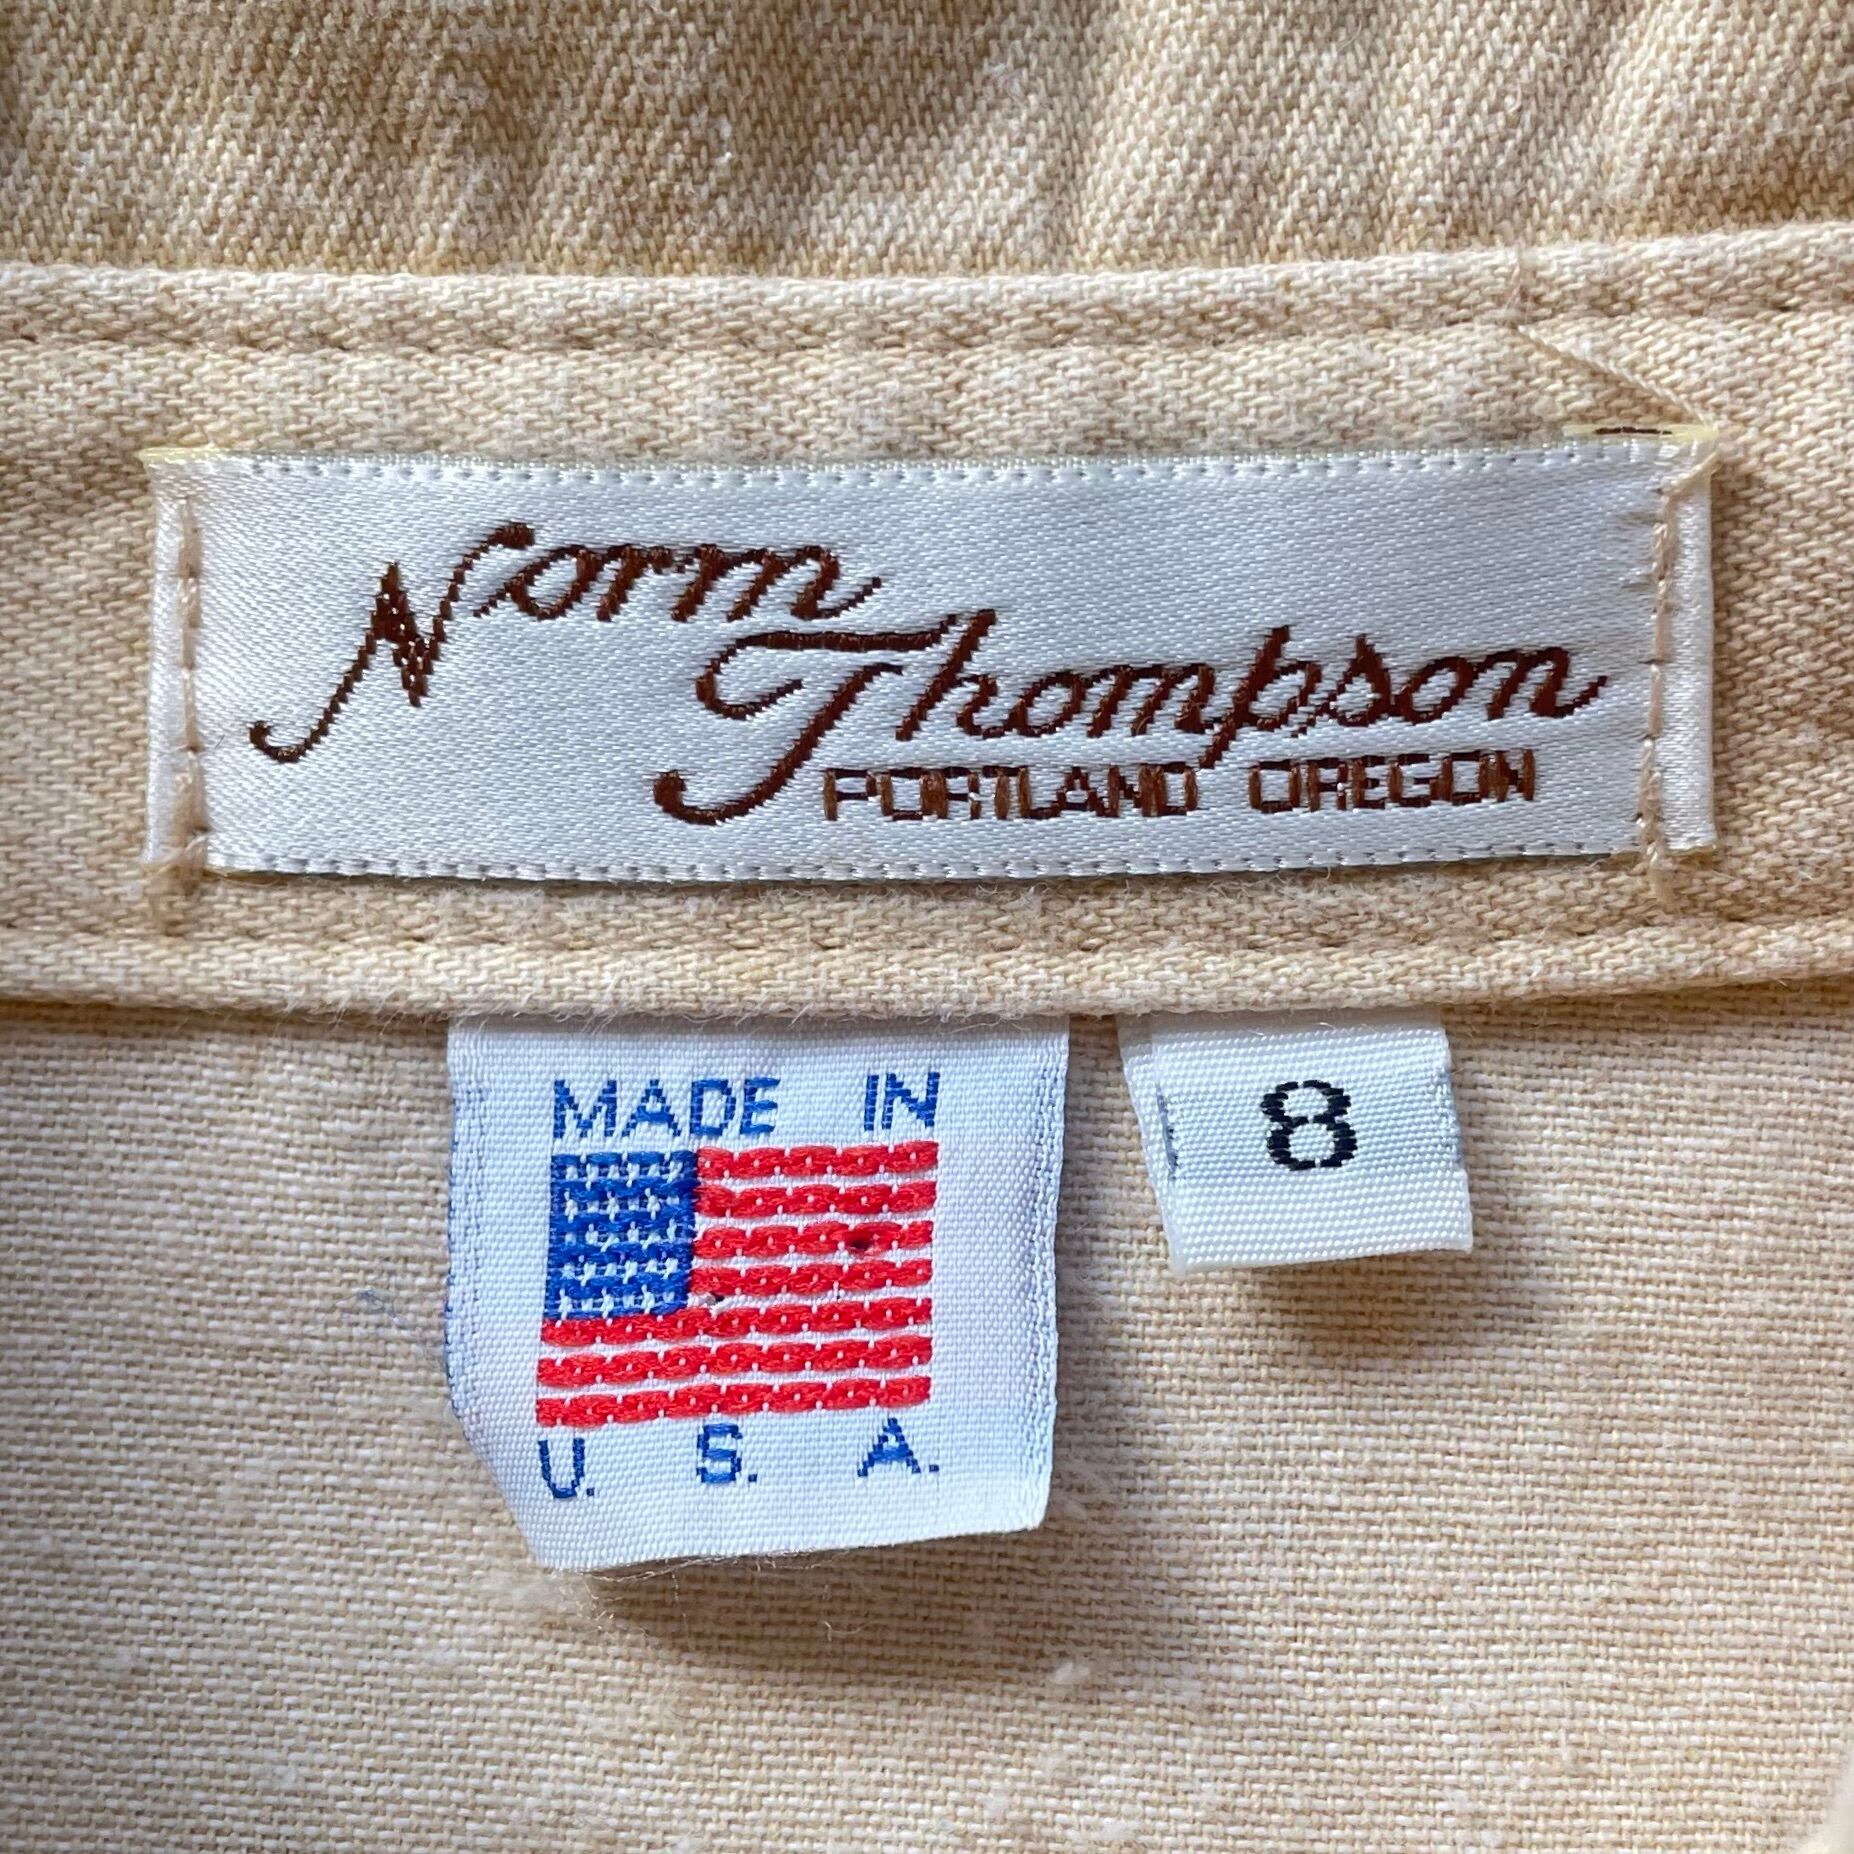 Norm
Thompson
PORTLAND OREGON
MADE IN
U. S. A.
8